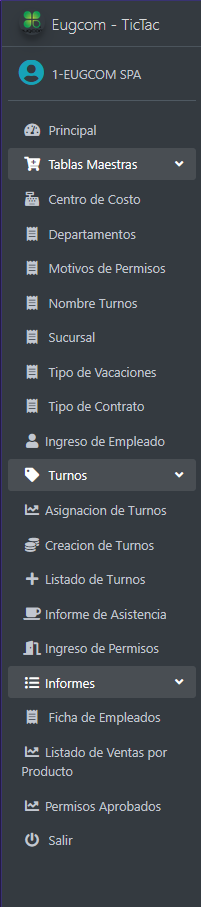 Eugcom - TicTac
1-EUGCOM SPA
Principal
Tablas Maestras
Centro de Costo
Departamentos
Motivos de Permisos
Nombre Turnos
Sucursal
Tipo de Vacaciones
Tipo de Contrato
Ingreso de Empleado
Turnos
Asignacion de Turnos
Creacion de Turnos
Listado de Turnos
Informe de Asistencia
Ingreso de Permisos
Informes
Ficha de Empleados
Listado de Ventas por
Producto
Permisos Aprobados
Salir